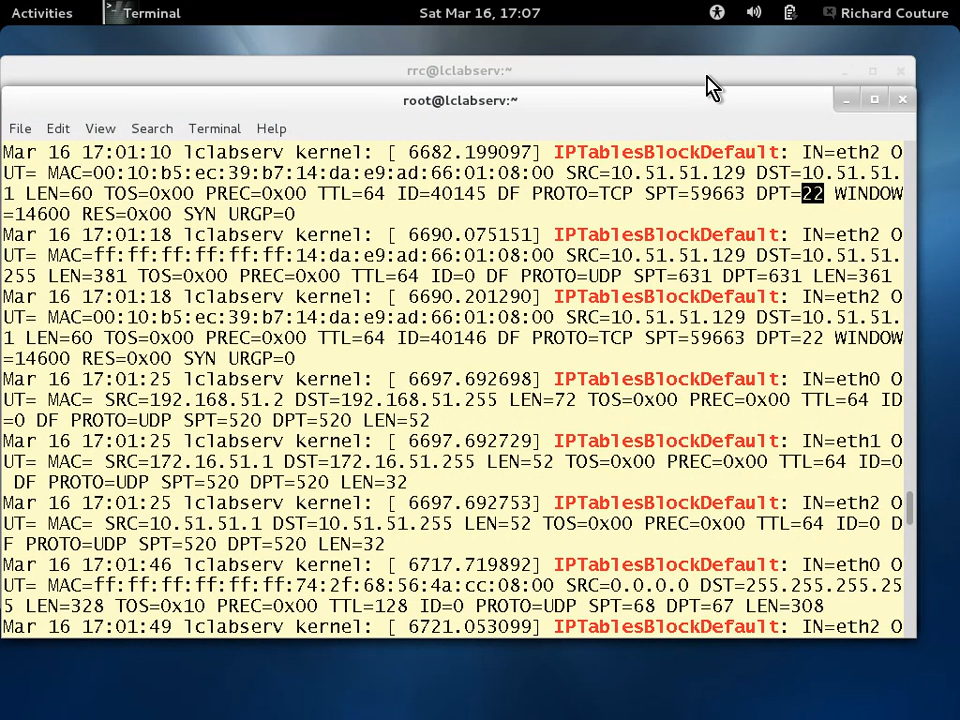 Activities Terminal Sat Mar 16, 17:07 Richard Couture
rrc@lclabserv:~
root@lclabserv:~
File Edit View Search Terminal Help
Mar 16 17:01:10 lclabserv kernel: [ 6682.199097] IPTablesBlockDefault: IN=eth2 O
UT= MAC=00:10:b5:ec:39:b7:14:da:e9:ad:66:01:08:00 SRC=10.51.51.129 DST=10.51.51.
1 LEN=60 TOS=0x00 PREC=0x00 TTL=64 ID=40145 DF PROTO=TCP SPT=59663 DPT=22 WINDOW
=14600 RES=0x00 SYN URGP=0
Mar 16 17:01:18 lclabserv kernel: [ 6690.075151] IPTablesBlockDefault: IN=eth2 O
UT= MAC=ff:ff:ff:ff:ff:ff:14:da:e9:ad:66:01:08:00 SRC=10.51.51.129 DST=10.51.51.
255 LEN=381 TOS=0x00 PREC=0x00 TTL=64 ID=0 DF PROTO=UDP SPT=631 DPT=631 LEN=361
Mar 16 17:01:18 lclabserv kernel: [ 6690.201290] IPTablesBlockDefault: IN=eth2 O
UT= MAC=00:10:b5:ec:39:b7:14:da:e9:ad:66:01:08:00 SRC=10.51.51.129 DST=10.51.51.
1 LEN=60 TOS=0x00 PREC=0x00 TTL=64 ID=40146 DF PROTO=TCP SPT=59663 DPT=22 WINDOW
=14600 RES=0x00 SYN URGP=0
Mar 16 17:01:25 lclabserv kernel: [ 6697.692698] IPTablesBlockDefault: IN=eth0 O
UT= MAC= SRC=192.168.51.2 DST=192.168.51.255 LEN=72 TOS=0x00 PREC=0x00 TTL=64 ID
=0 DF PROTO=UDP SPT=520 DPT=520 LEN=52
Mar 16 17:01:25 lclabserv kernel: [ 6697.692729] IPTablesBlockDefault: IN=eth1 O
UT= MAC= SRC=172.16.51.1 DST=172.16.51.255 LEN=52 TOS=0x00 PREC=0x00 TTL=64 ID=0
 DF PROTO=UDP SPT=520 DPT=520 LEN=32
Mar 16 17:01:25 lclabserv kernel: [ 6697.692753] IPTablesBlockDefault: IN=eth2 O
UT= MAC= SRC=10.51.51.1 DST=10.51.51.255 LEN=52 TOS=0x00 PREC=0x00 TTL=64 ID=0 D
F PROTO=UDP SPT=520 DPT=520 LEN=32
Mar 16 17:01:46 lclabserv kernel: [ 6717.719892] IPTablesBlockDefault: IN=eth0 O
UT= MAC=ff:ff:ff:ff:ff:ff:74:2f:68:56:4a:cc:08:00 SRC=0.0.0.0 DST=255.255.255.25
5 LEN=328 TOS=0x10 PREC=0x00 TTL=128 ID=0 PROTO=UDP SPT=68 DPT=67 LEN=308
Mar 16 17:01:49 lclabserv kernel: [ 6721.053099] IPTablesBlockDefault: IN=eth2 O